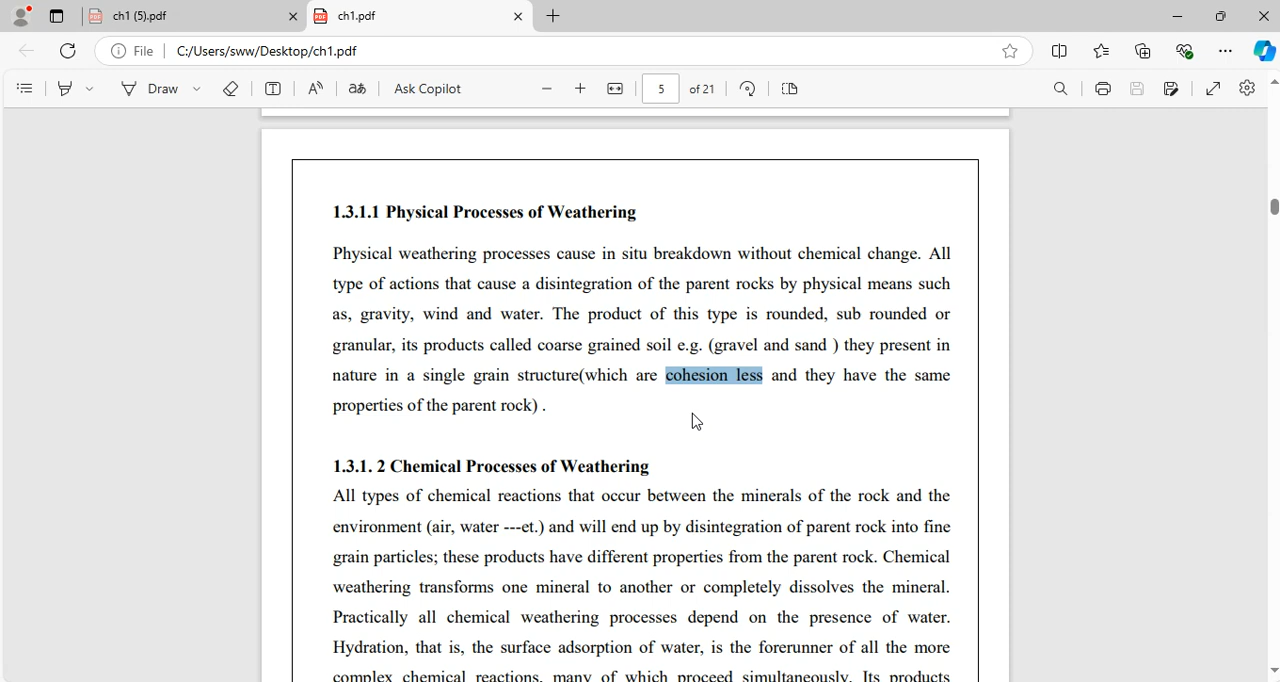 ch1 (5).pdf
ch1.pdf
File
C:/Users/sww/Desktop/ch1.pdf
Draw
Ask Copilot
5 of 21
1.3.1.1 Physical Processes of Weathering
Physical weathering processes cause in situ breakdown without chemical change. All
type of actions that cause a disintegration of the parent rocks by physical means such
as, gravity, wind and water. The product of this type is rounded, sub rounded or
granular, its products called coarse grained soil e.g. (gravel and sand ) they present in
nature in a single grain structure(which are cohesion less and they have the same
properties of the parent rock) .
1.3.1. 2 Chemical Processes of Weathering
All types of chemical reactions that occur between the minerals of the rock and the
environment (air, water ---et.) and will end up by disintegration of parent rock into fine
grain particles; these products have different properties from the parent rock. Chemical
weathering transforms one mineral to another or completely dissolves the mineral.
Practically all chemical weathering processes depend on the presence of water.
Hydration, that is, the surface adsorption of water, is the forerunner of all the more
complex chemical reactions, many of which proceed simultaneously. Its products